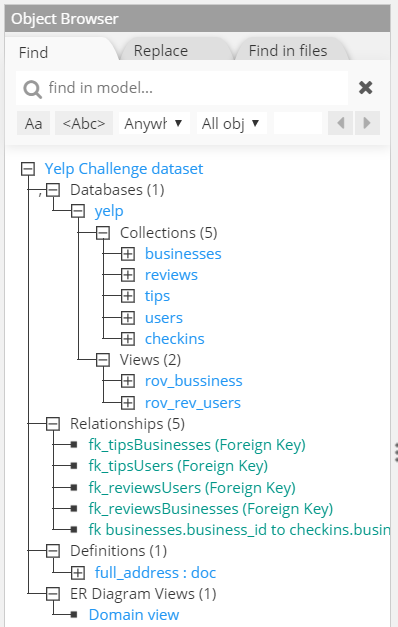 Object Browser
Find
Replace
Find in files
find in model...
Aa
<Abc>
Anywh
All obj
Yelp Challenge dataset
Databases (1)
yelp
Collections (5)
businesses
reviews
tips
users
checkins
Views (2)
rov_bussiness
rov_rev_users
Relationships (5)
fk_tipsBusinesses (Foreign Key)
fk_tipsUsers (Foreign Key)
fk_reviewsUsers (Foreign Key)
fk_reviewsBusinesses (Foreign Key)
fk businesses.business_id to checkins.busin
Definitions (1)
full_address : doc
ER Diagram Views (1)
Domain view